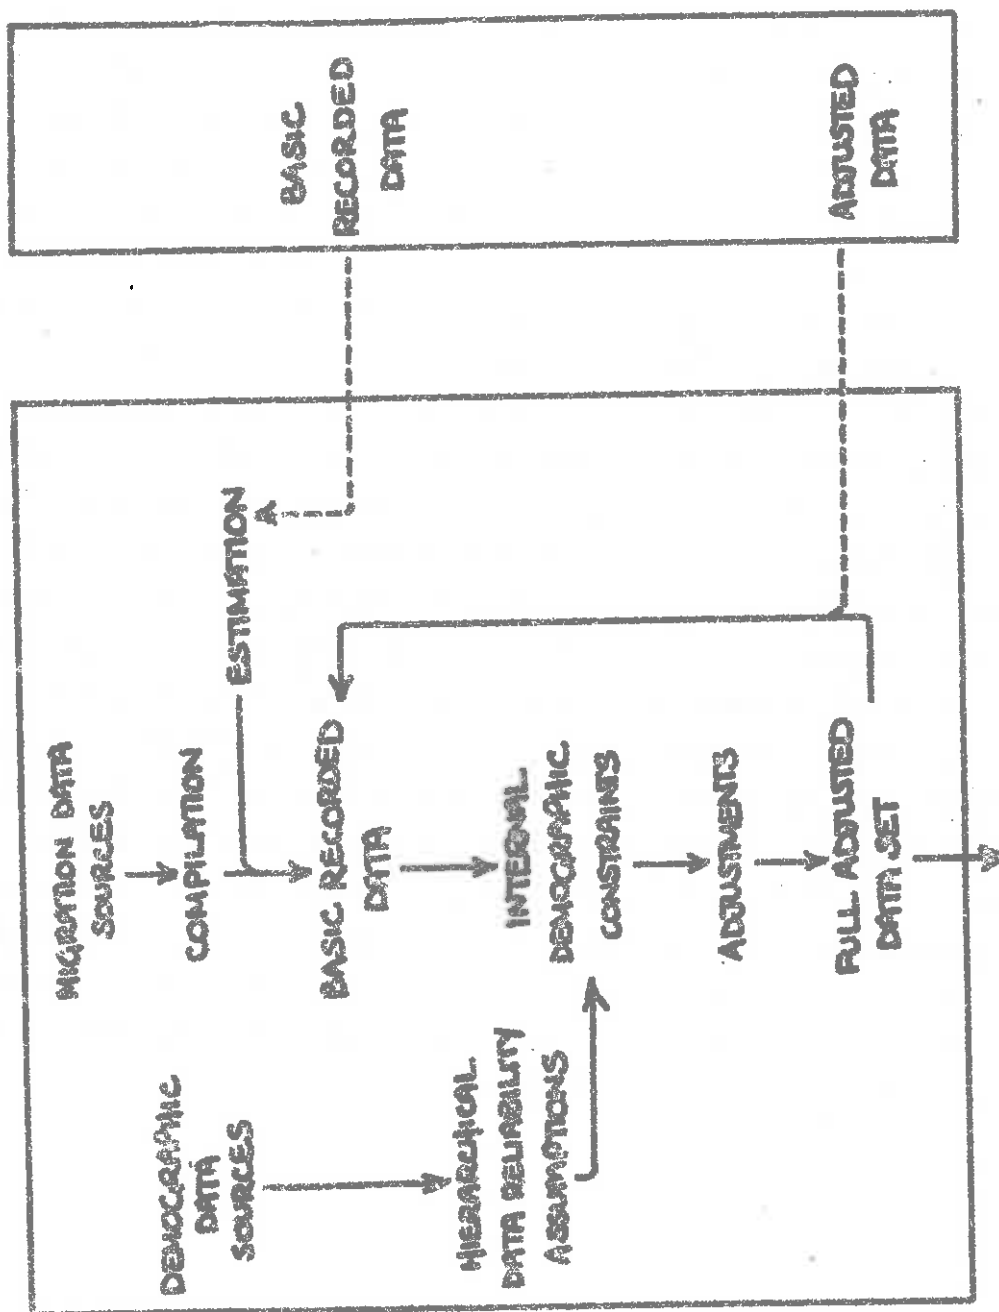 DEMOGRAPHIC
DATA
SOURCES
HIERARCHICAL
DATA RELIABILITY
ASSUMPTIONS
MIGRATION DATA
SOURCES
COMPILATION
ESTIMATION
BASIC RECORDED
DATA
INTERNAL
DEMOGRAPHIC
CONSTRAINTS
ADJUSTMENTS
FULL ADJUSTED
DATA SET
BASIC
RECORDED
DATA
ADJUSTED
DATA